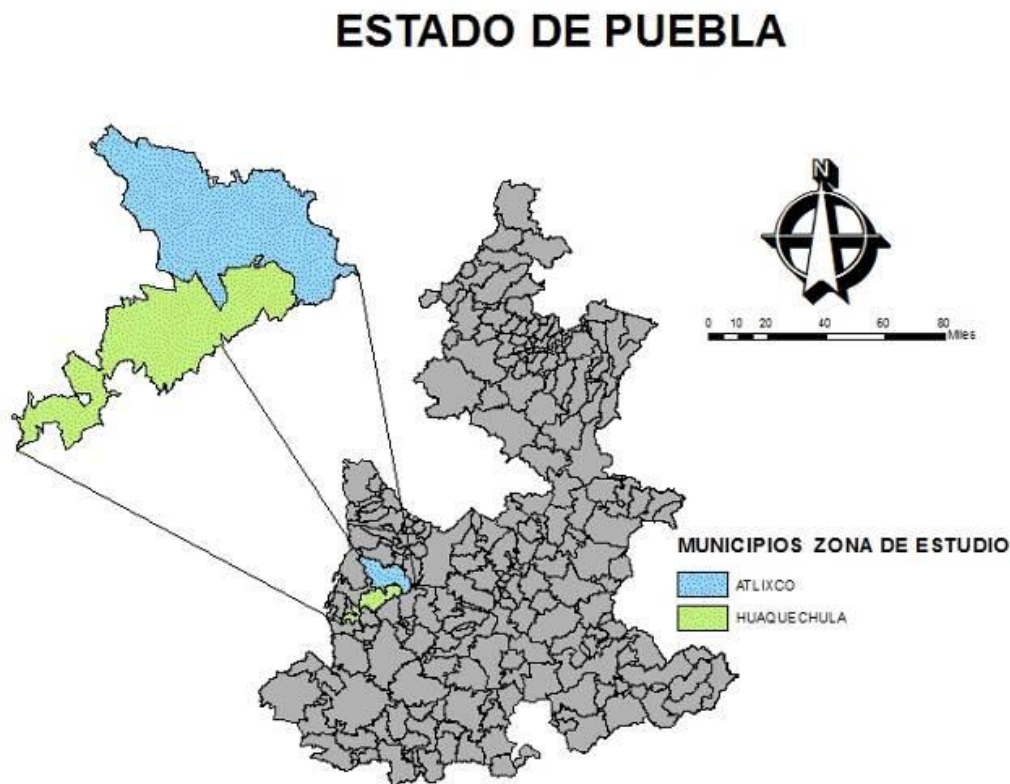 ESTADO DE PUEBLA
N
0 10 20 40 60 80
Miles
MUNICIPIOS ZONA DE ESTUDIO
ATLIXCO
HUAQUECHULA